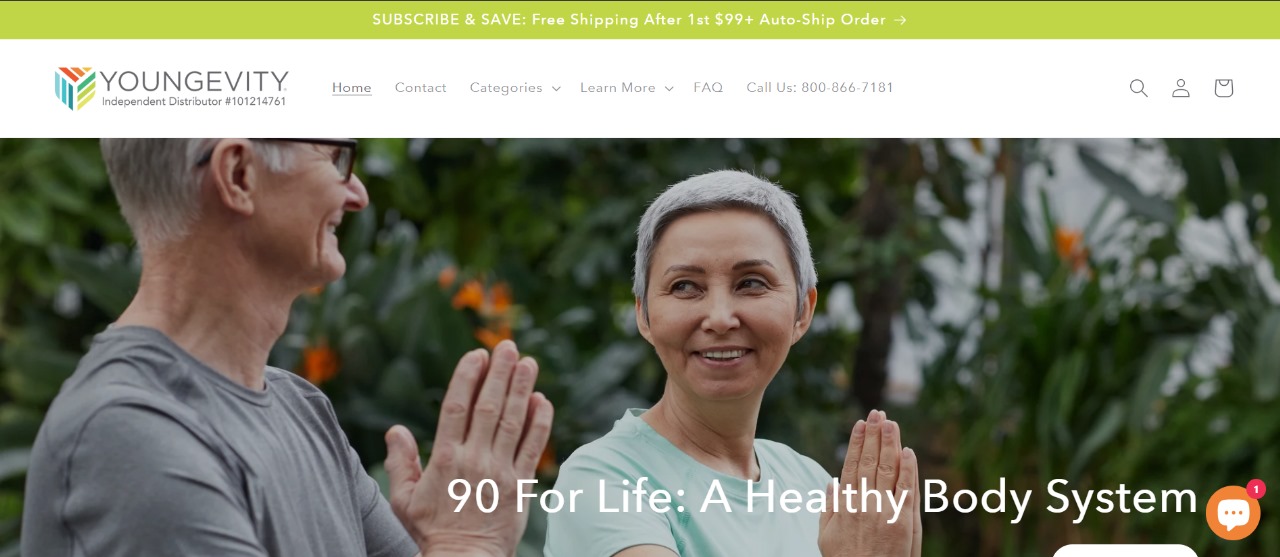 SUBSCRIBE & SAVE: Free Shipping After 1st $99+ Auto-Ship Order →
YOUNGEVITY
Independent Distributor #101214761
Home
Contact
Categories
Learn More
FAQ
Call Us: 800-866-7181
90 For Life: A Healthy Body System
1